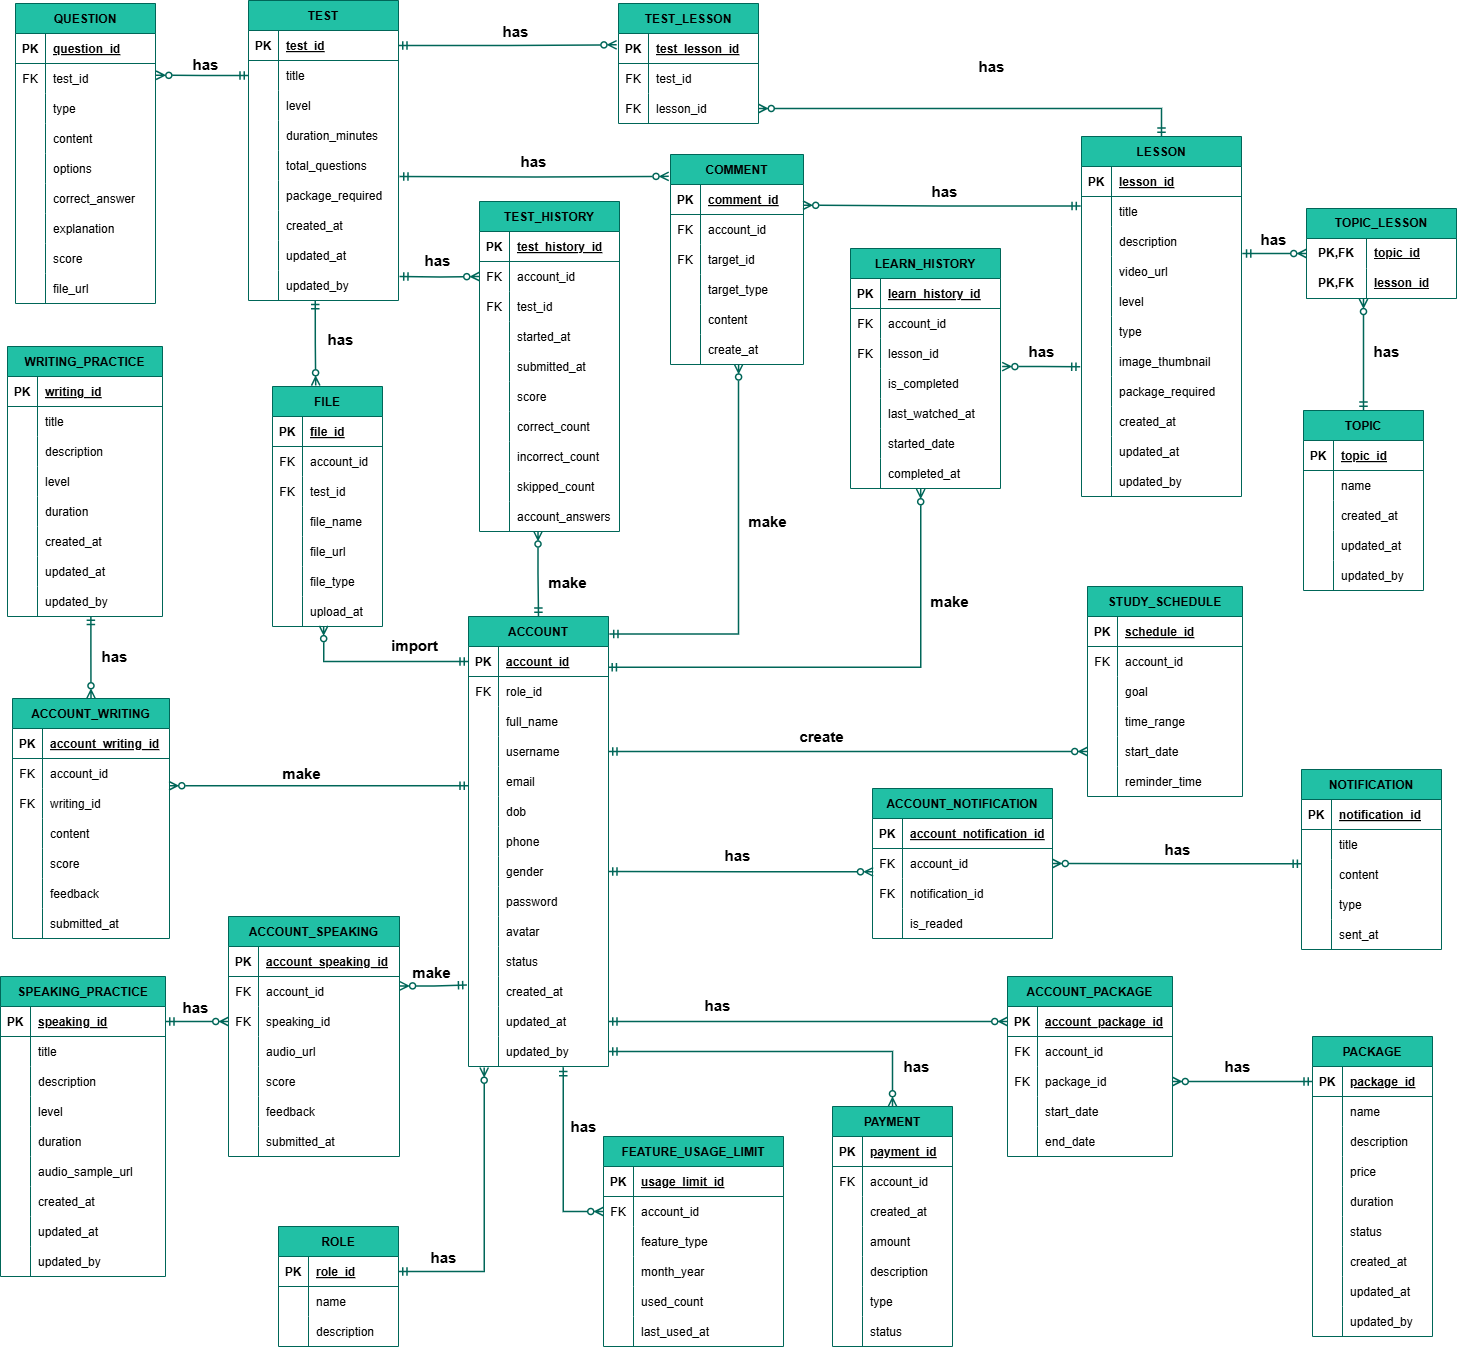 QUESTION
PK question_id
FK test_id
type
content
options
correct_answer
explanation
score
file_url
has
TEST
PK test_id
title
level
duration_minutes
total_questions
package_required
created_at
updated_at
updated_by
has
TEST_LESSON
PK test_lesson_id
FK test_id
FK lesson_id
has
has
COMMENT
PK comment_id
FK account_id
FK target_id
target_type
content
create_at
has
LESSON
PK lesson_id
title
description
video_url
level
type
image_thumbnail
package_required
created_at
updated_at
updated_by
has
TOPIC_LESSON
PK,FK topic_id
PK,FK lesson_id
has
TOPIC
PK topic_id
name
created_at
updated_at
updated_by
has
TEST_HISTORY
PK test_history_id
FK account_id
FK test_id
started_at
submitted_at
score
correct_count
incorrect_count
skipped_count
account_answers
LEARN_HISTORY
PK learn_history_id
FK account_id
FK lesson_id
is_completed
last_watched_at
started_date
completed_at
has
has
FILE
PK file_id
FK account_id
FK test_id
file_name
file_url
file_type
upload_at
WRITING_PRACTICE
PK writing_id
title
description
level
duration
created_at
updated_at
updated_by
has
make
make
make
import
ACCOUNT
PK account_id
FK role_id
full_name
username
email
dob
phone
gender
password
avatar
status
created_at
updated_at
updated_by
STUDY_SCHEDULE
PK schedule_id
FK account_id
goal
time_range
start_date
reminder_time
create
ACCOUNT_WRITING
PK account_writing_id
FK account_id
FK writing_id
content
score
feedback
submitted_at
make
ACCOUNT_NOTIFICATION
PK account_notification_id
FK account_id
FK notification_id
is_readed
has
has
NOTIFICATION
PK notification_id
title
content
type
sent_at
ACCOUNT_SPEAKING
PK account_speaking_id
FK account_id
FK speaking_id
audio_url
score
feedback
submitted_at
make
has
SPEAKING_PRACTICE
PK speaking_id
title
description
level
duration
audio_sample_url
created_at
updated_at
updated_by
has
ACCOUNT_PACKAGE
PK account_package_id
FK account_id
FK package_id
start_date
end_date
has
PACKAGE
PK package_id
name
description
price
duration
status
created_at
updated_at
updated_by
has
PAYMENT
PK payment_id
FK account_id
created_at
amount
description
type
status
has
FEATURE_USAGE_LIMIT
PK usage_limit_id
FK account_id
feature_type
month_year
used_count
last_used_at
has
ROLE
PK role_id
name
description